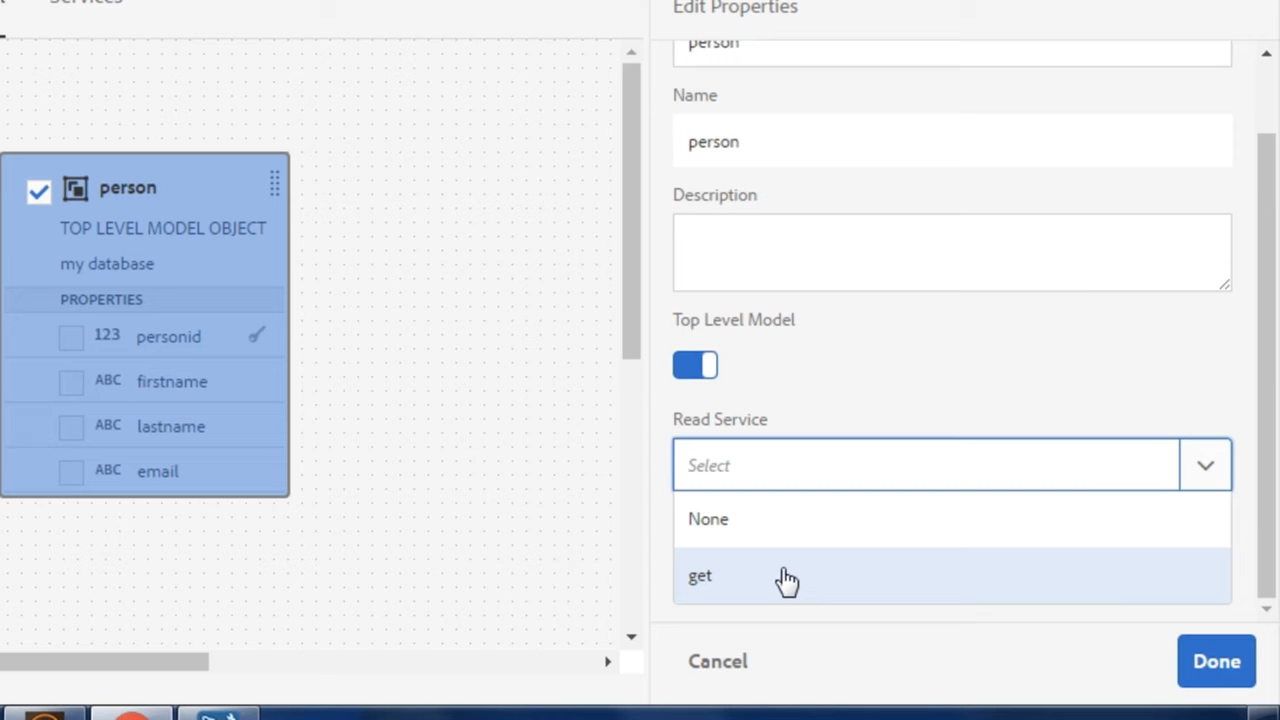 Services
Edit Properties
person
Name
person
person
Description
TOP LEVEL MODEL OBJECT
my database
PROPERTIES
Top Level Model
123 personid
ABC firstname
Read Service
ABC lastname
Select
ABC email
None
get
Cancel
Done